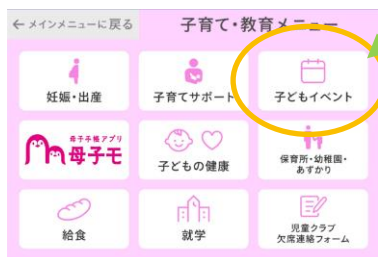 ← メインメニューに戻る
子育て・教育メニュー
妊娠・出産
子育てサポート
子どもイベント
母子手帳アプリ
母子モ
子どもの健康
保育所・幼稚園・
あずかり
給食
就学
児童クラブ
欠席連絡フォーム